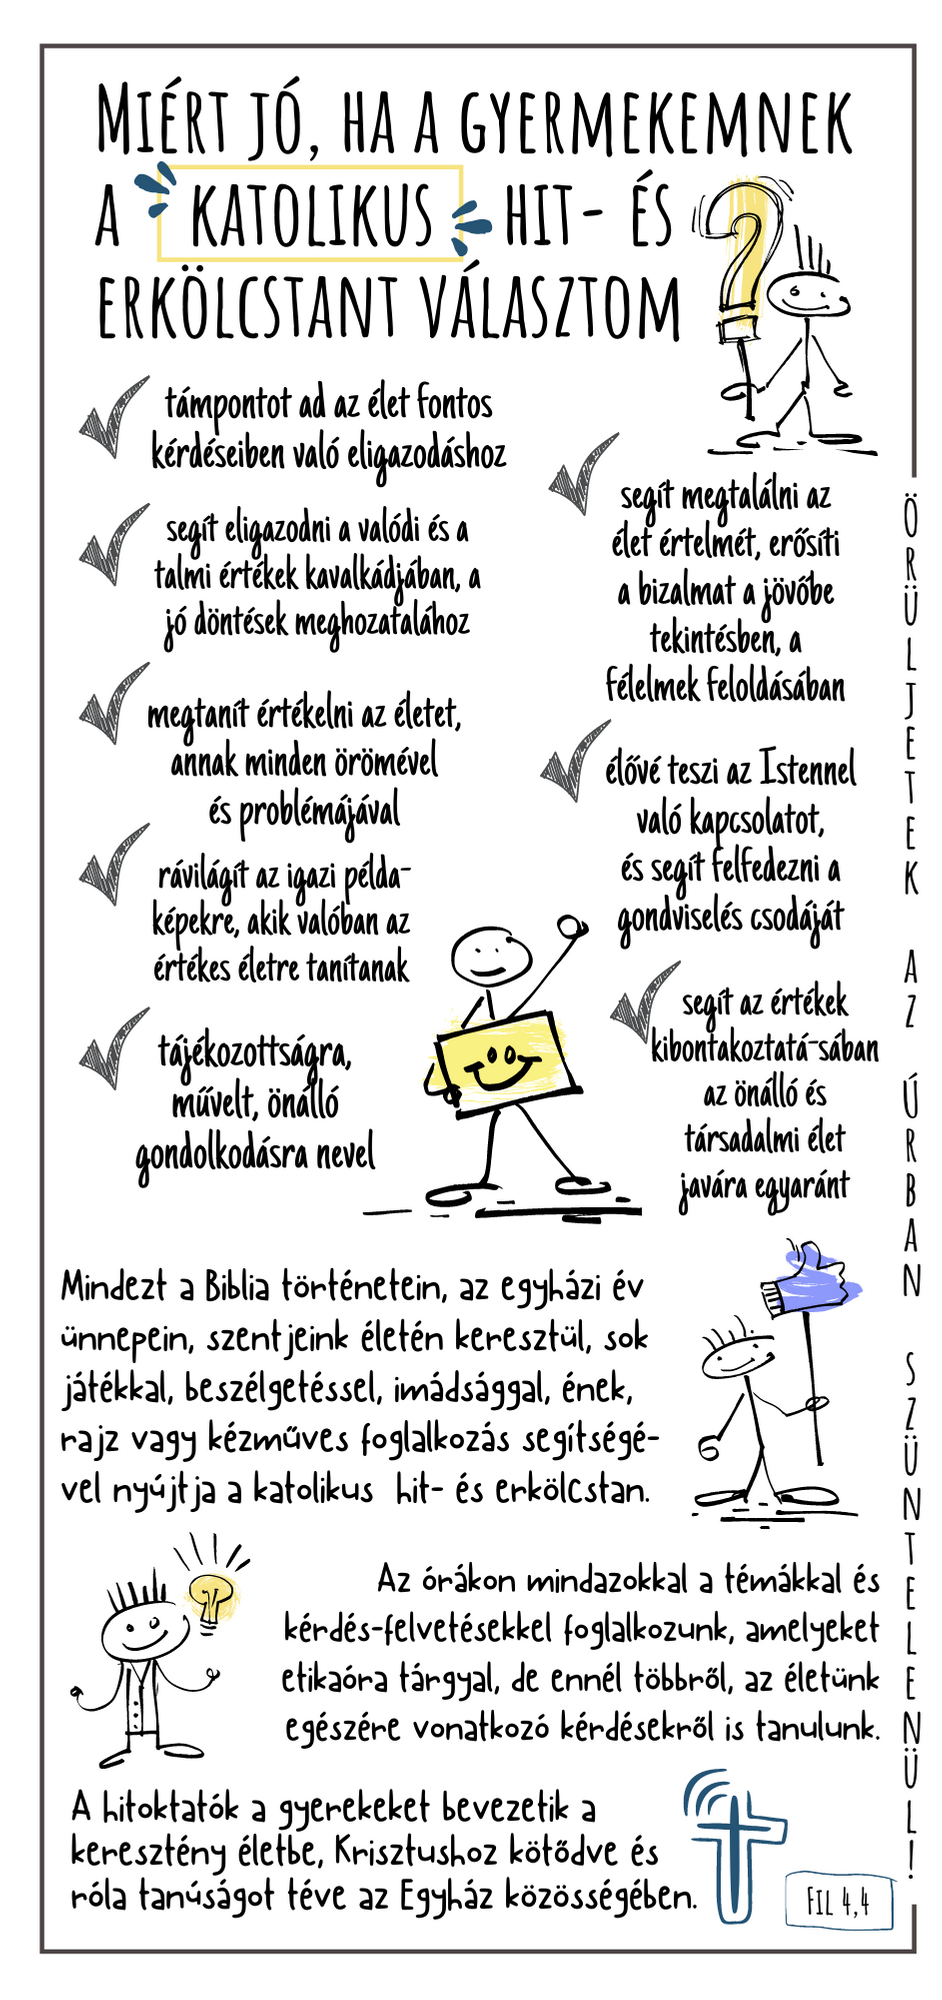 MIÉRT JÓ, HA A GYERMEKEMNEK
A KATOLIKUS HIT- ÉS
ERKÖLCSTANT VÁLASZTOM
támpontot ad az élet fontos
kérdéseiben való eligazodáshoz
segít eligazodni a valódi és a
talmi értékek kavalkádjában, a
jó döntések meghozatalához
megtanít értékelni az életet,
annak minden örömével
és problémájával
rávilágít az igazi példa-
képekre, akik valóban az
értékes életre tanítanak
tájékozottságra,
művelt, önálló
gondolkodásra nevel
segít megtalálni az
élet értelmét, erősíti
a bizalmat a jövőbe
tekintésben, a
félelmek feloldásában
élővé teszi az Istennel
való kapcsolatot,
és segít felfedezni a
gondviselés csodáját
segít az értékek
kibontakoztatá-sában
az önálló és
társadalmi élet
javára egyaránt
Mindezt a Biblia történetein, az egyházi év
ünnepein, szentjeink életén keresztül, sok
játékkal, beszélgetéssel, imádsággal, ének,
rajz vagy kézműves foglalkozás segítségé-
vel nyújtja a katolikus hit- és erkölcstan.
Az órákon mindazokkal a témákkal és
kérdés-felvetésekkel foglalkozunk, amelyeket
etikaóra tárgyal, de ennél többről, az életünk
egészére vonatkozó kérdésekről is tanulunk.
A hitoktatók a gyerekeket bevezetik a
keresztény életbe, Krisztushoz kötődve és
róla tanúságot téve az Egyház közösségében.
ÖRÜLJETEK AZ ÚRBAN SZÜNTELENÜL!
FIL 4,4